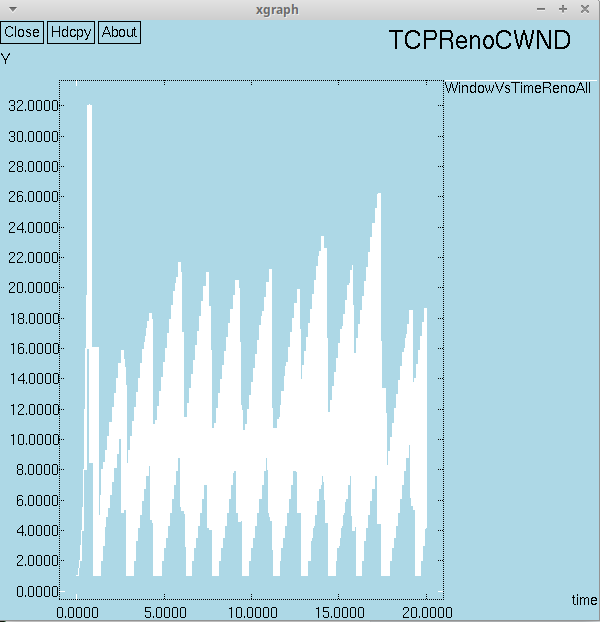 xgraph
Close Hdcpy About
TCPRenoCWND
Y
WindowVsTimeRenoAll
32.0000
30.0000
28.0000
26.0000
24.0000
22.0000
20.0000
18.0000
16.0000
14.0000
12.0000
10.0000
8.0000
6.0000
4.0000
2.0000
0.0000
time
0.0000 5.0000 10.0000 15.0000 20.0000